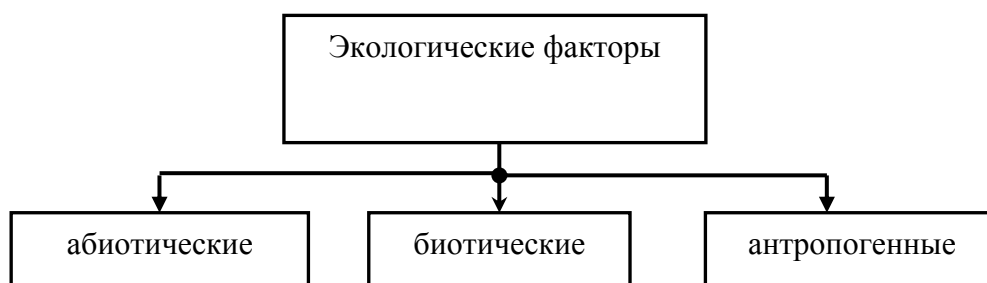 Экологические факторы
абиотические
биотические
антропогенные